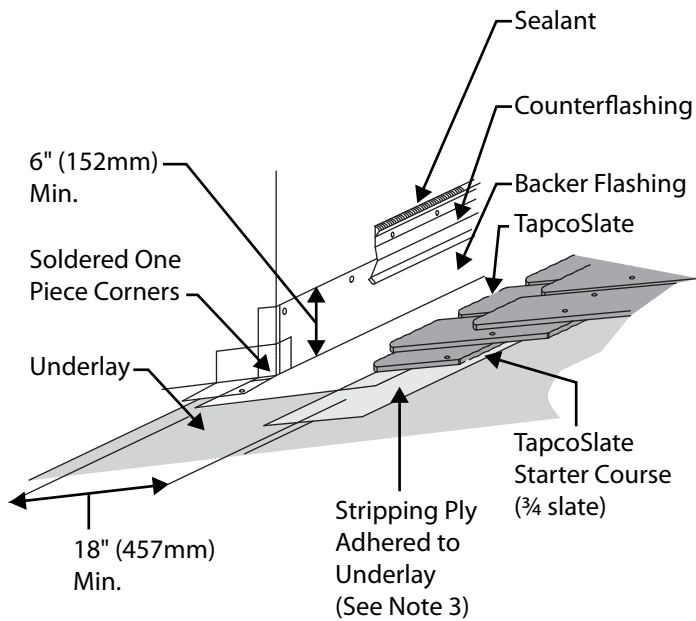 Sealant
Counterflashing
6" (152mm)
Min.
Backer Flashing
TapcoSlate
Soldered One
Piece Corners
Underlay
TapcoSlate
Starter Course
(¾ slate)
Stripping Ply
Adhered to
Underlay
(See Note 3)
18" (457mm)
Min.